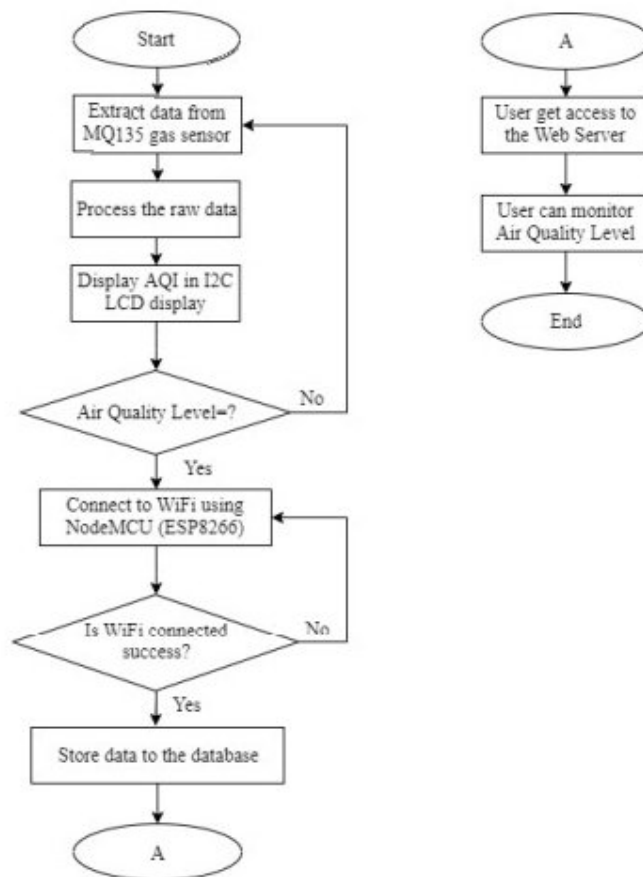 Start
Extract data from
MQ135 gas sensor
Process the raw data
Display AQI in I2C
LCD display
Air Quality Level=?
No
Yes
Connect to WiFi using
NodeMCU (ESP8266)
Is WiFi connected
success?
No
Yes
Store data to the database
A
A
User get access to
the Web Server
User can monitor
Air Quality Level
End